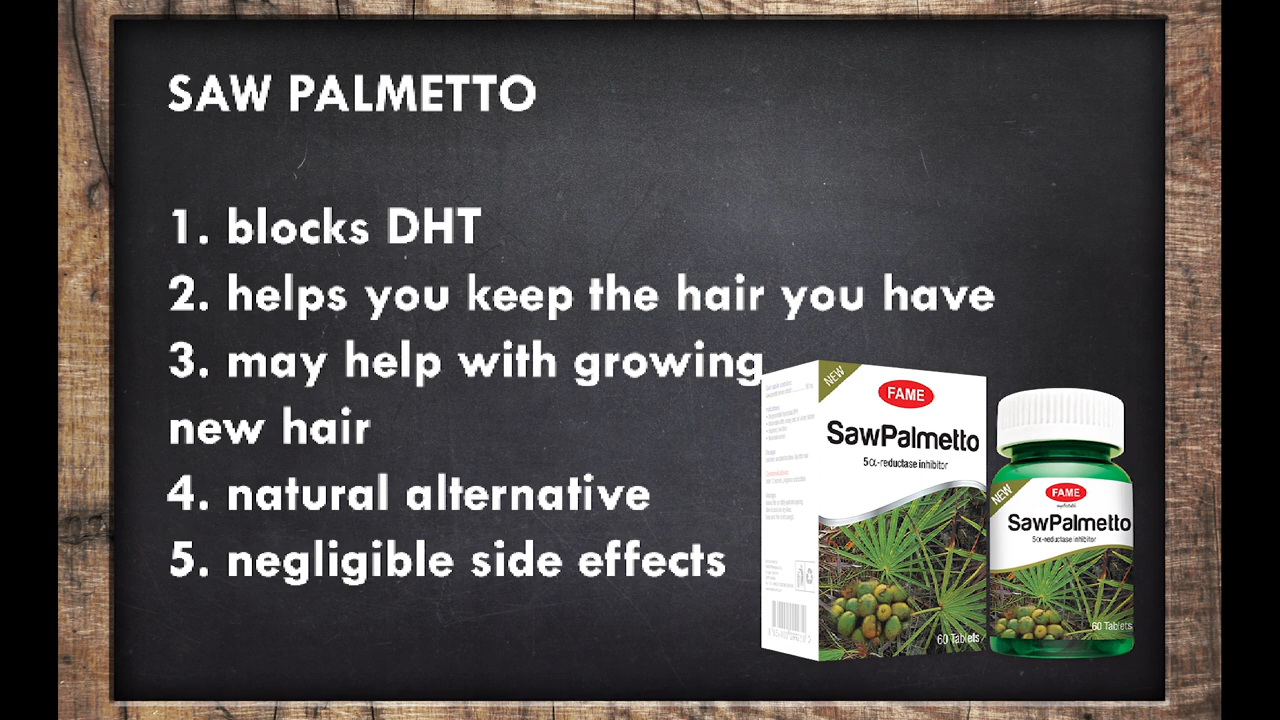 SAW PALMETTO
1. blocks DHT
2. helps you keep the hair you have
3. may help with growing
new hair
4. natural alternative
5. negligible side effects
NEW
FAME
SawPalmetto
5α-reductase inhibitor
60 Tablets
NEW
FAME
SawPalmetto
5α-reductase inhibitor
60 Tablets